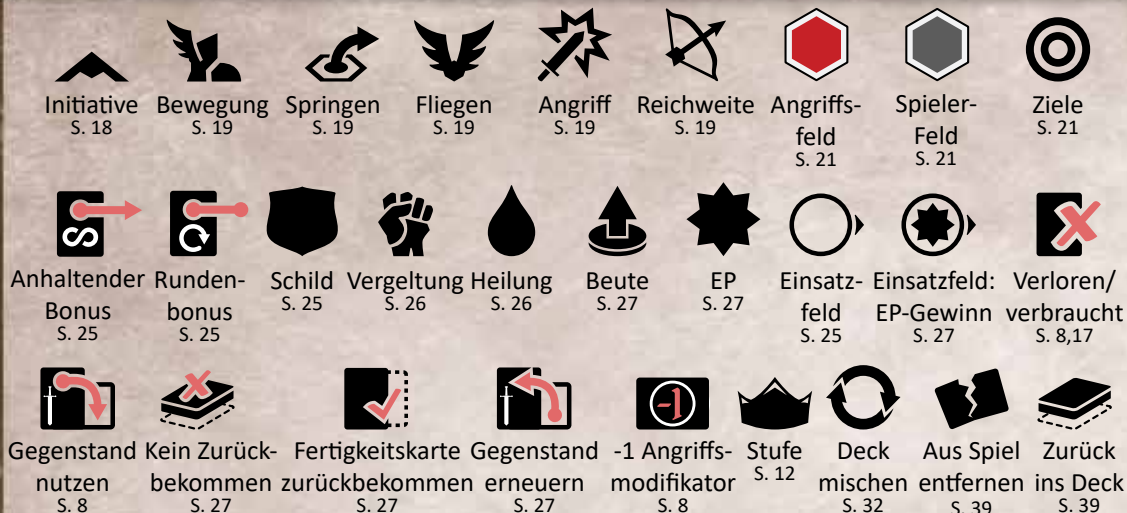 Initiative
S. 18
Bewegung
S. 19
Springen
S. 19
Fliegen
S. 19
Angriff
S. 19
Reichweite
S. 19
Angriffs-
feld
S. 21
Spieler-
Feld
S. 21
Ziele
S. 21
Anhaltender
Bonus
S. 25
Runden-
bonus
S. 25
Schild
S. 25
Vergeltung
S. 26
Heilung
S. 26
Beute
S. 27
EP
S. 27
Einsatz-
feld
S. 25
Einsatzfeld:
EP-Gewinn
S. 27
Verloren/
verbraucht
S. 8,17
Gegenstand
nutzen
S. 8
Kein Zurück-
bekommen
S. 27
Fertigkeitskarte
zurückbekommen
S. 27
Gegenstand
erneuern
S. 27
-1
-1 Angriffs-
modifikator
S. 8
Stufe
S. 12
Deck
mischen
S. 32
Aus Spiel
entfernen
S. 39
Zurück
ins Deck
S. 39